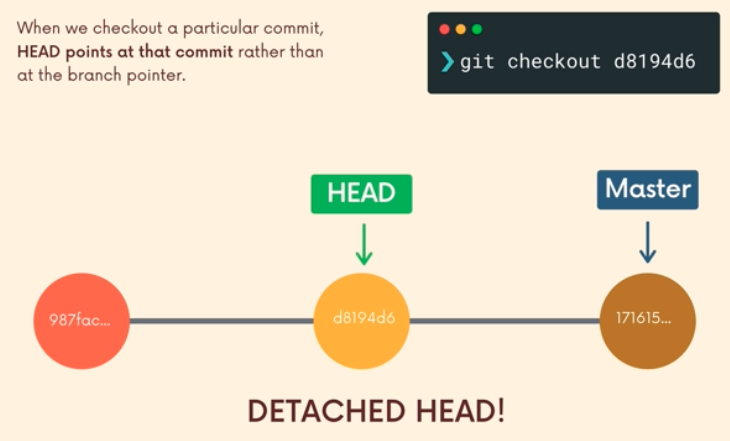 When we checkout a particular commit,
HEAD points at that commit rather than
at the branch pointer.
❯ git checkout d8194d6
HEAD
Master
987fac...
d8194d6
171615...
DETACHED HEAD!